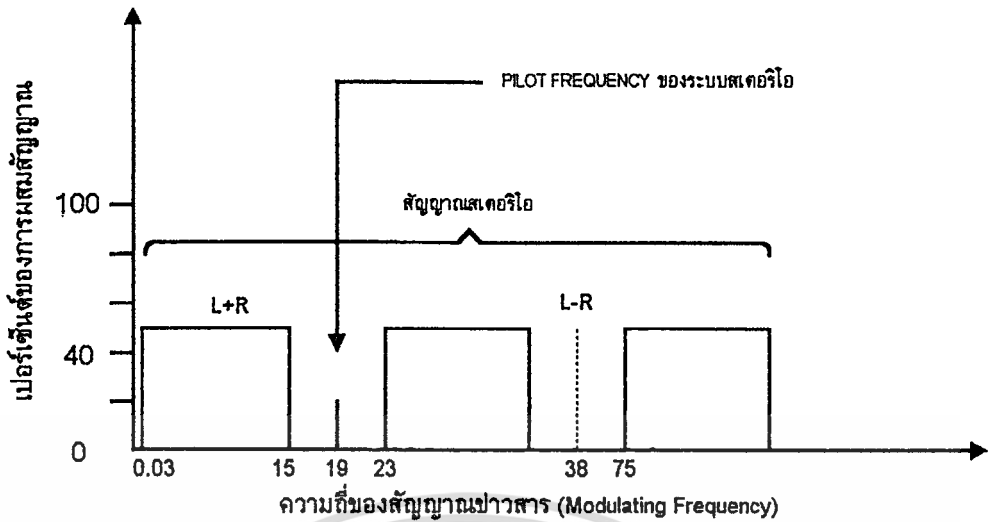 PILOT FREQUENCY ของระบบสเตอริโอ
เปอร์เซ็นต์ของการผสมสัญญาณ
100
สัญญาณสเตอริโอ
L+R
L-R
40
0
0.03 15 19 23 38 75
ความถี่ของสัญญาณข่าวสาร (Modulating Frequency)